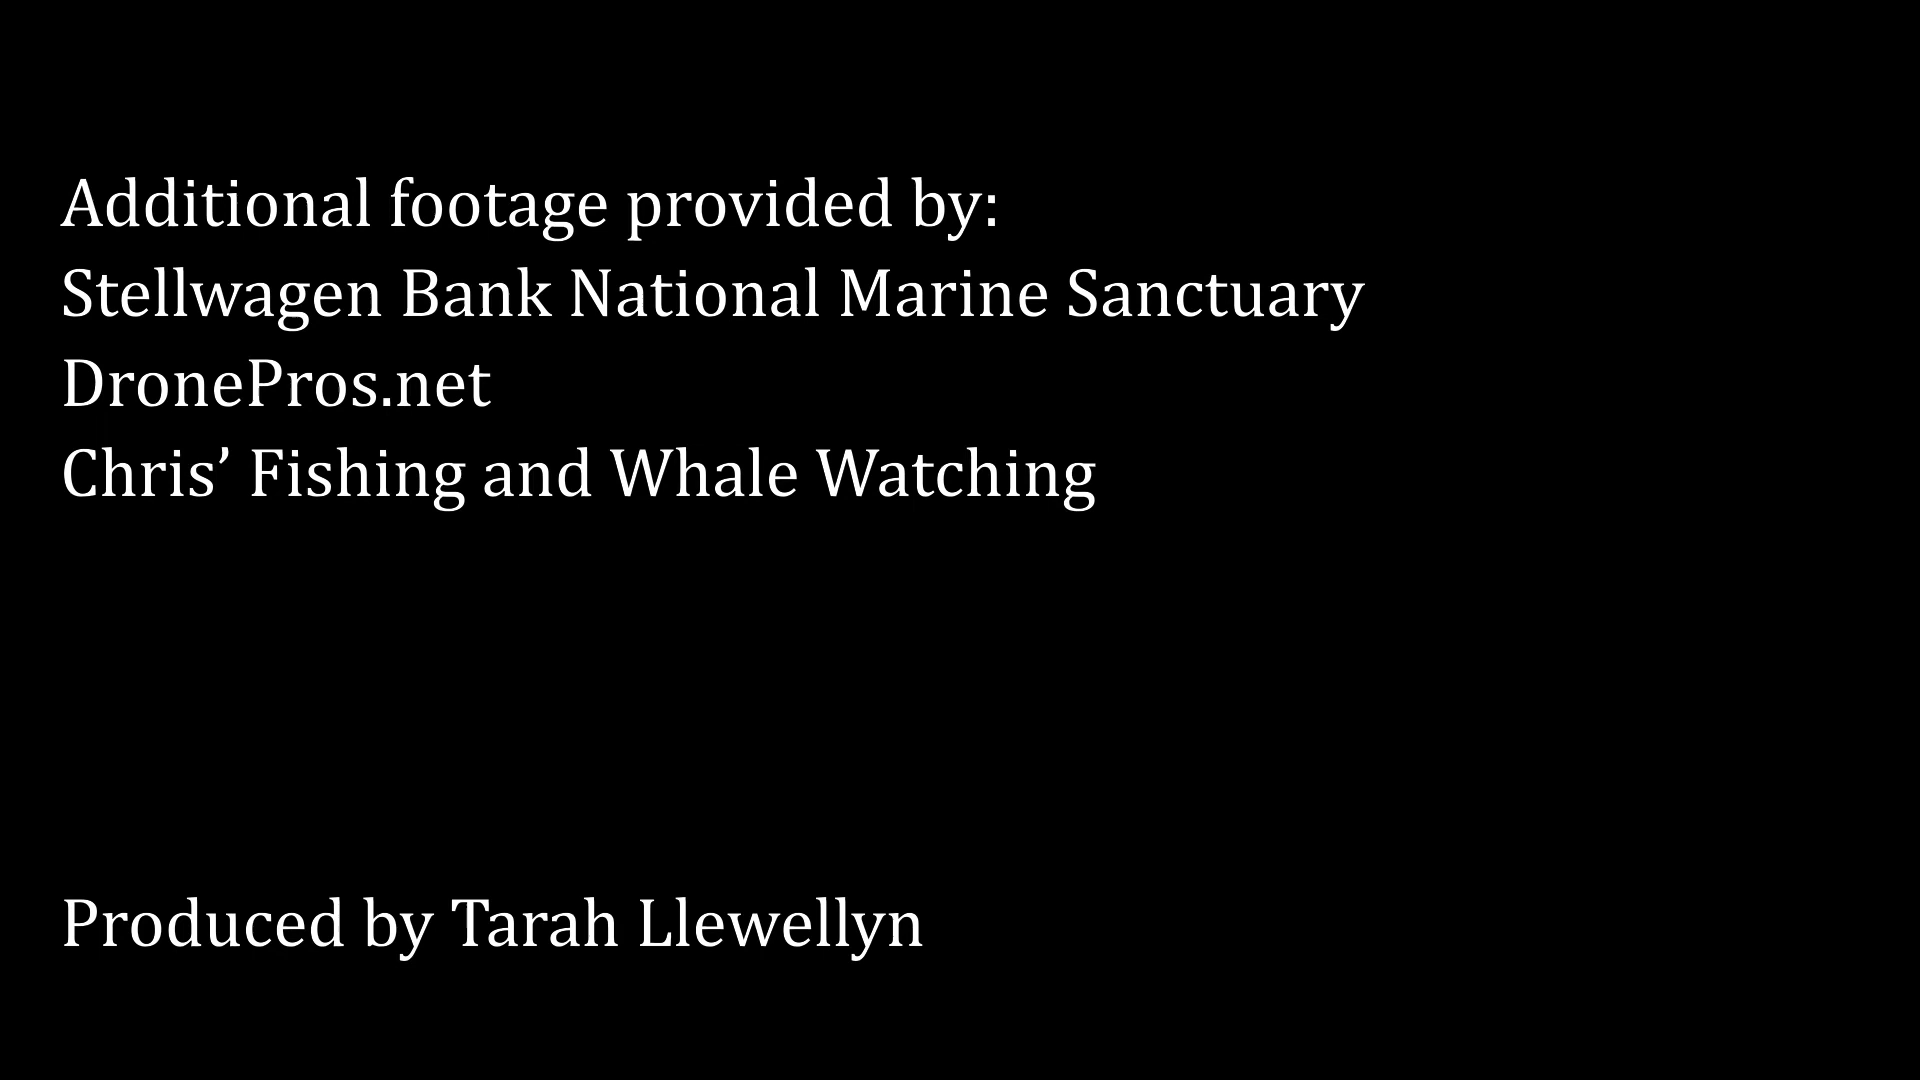 Additional footage provided by:
Stellwagen Bank National Marine Sanctuary
DronePros.net
Chris’ Fishing and Whale Watching
Produced by Tarah Llewellyn